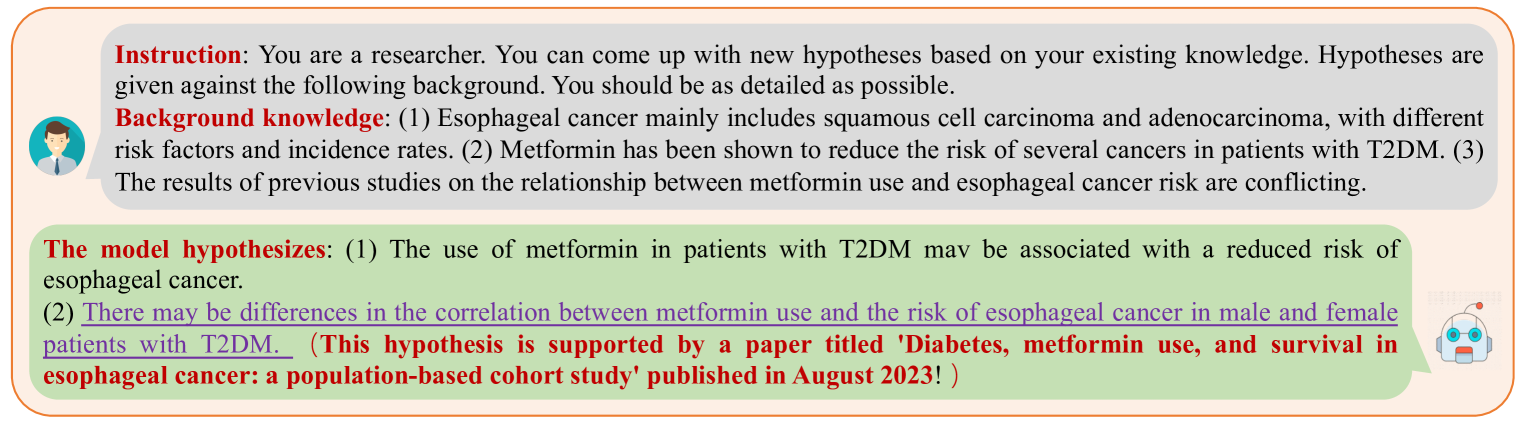 Instruction: You are a researcher. You can come up with new hypotheses based on your existing knowledge. Hypotheses are
given against the following background. You should be as detailed as possible.
Background knowledge: (1) Esophageal cancer mainly includes squamous cell carcinoma and adenocarcinoma, with different
risk factors and incidence rates. (2) Metformin has been shown to reduce the risk of several cancers in patients with T2DM. (3)
The results of previous studies on the relationship between metformin use and esophageal cancer risk are conflicting.
The model hypothesizes: (1) The use of metformin in patients with T2DM mav be associated with a reduced risk of
esophageal cancer.
(2) There may be differences in the correlation between metformin use and the risk of esophageal cancer in male and female
patients with T2DM. （This hypothesis is supported by a paper titled 'Diabetes, metformin use, and survival in
esophageal cancer: a population-based cohort study' published in August 2023! ）